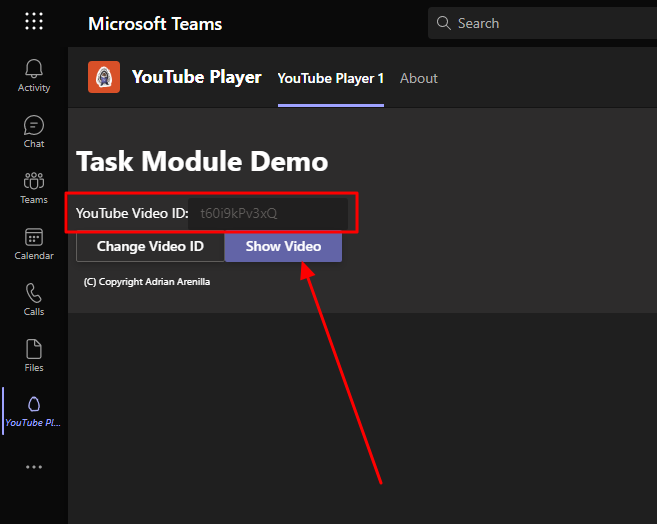 Microsoft Teams
Search
Activity
Chat
Teams
Calendar
Calls
Files
YouTube Pl...
YouTube Player
YouTube Player 1
About
Task Module Demo
YouTube Video ID: t60i9kPv3xQ
Change Video ID
Show Video
(C) Copyright Adrian Arenilla